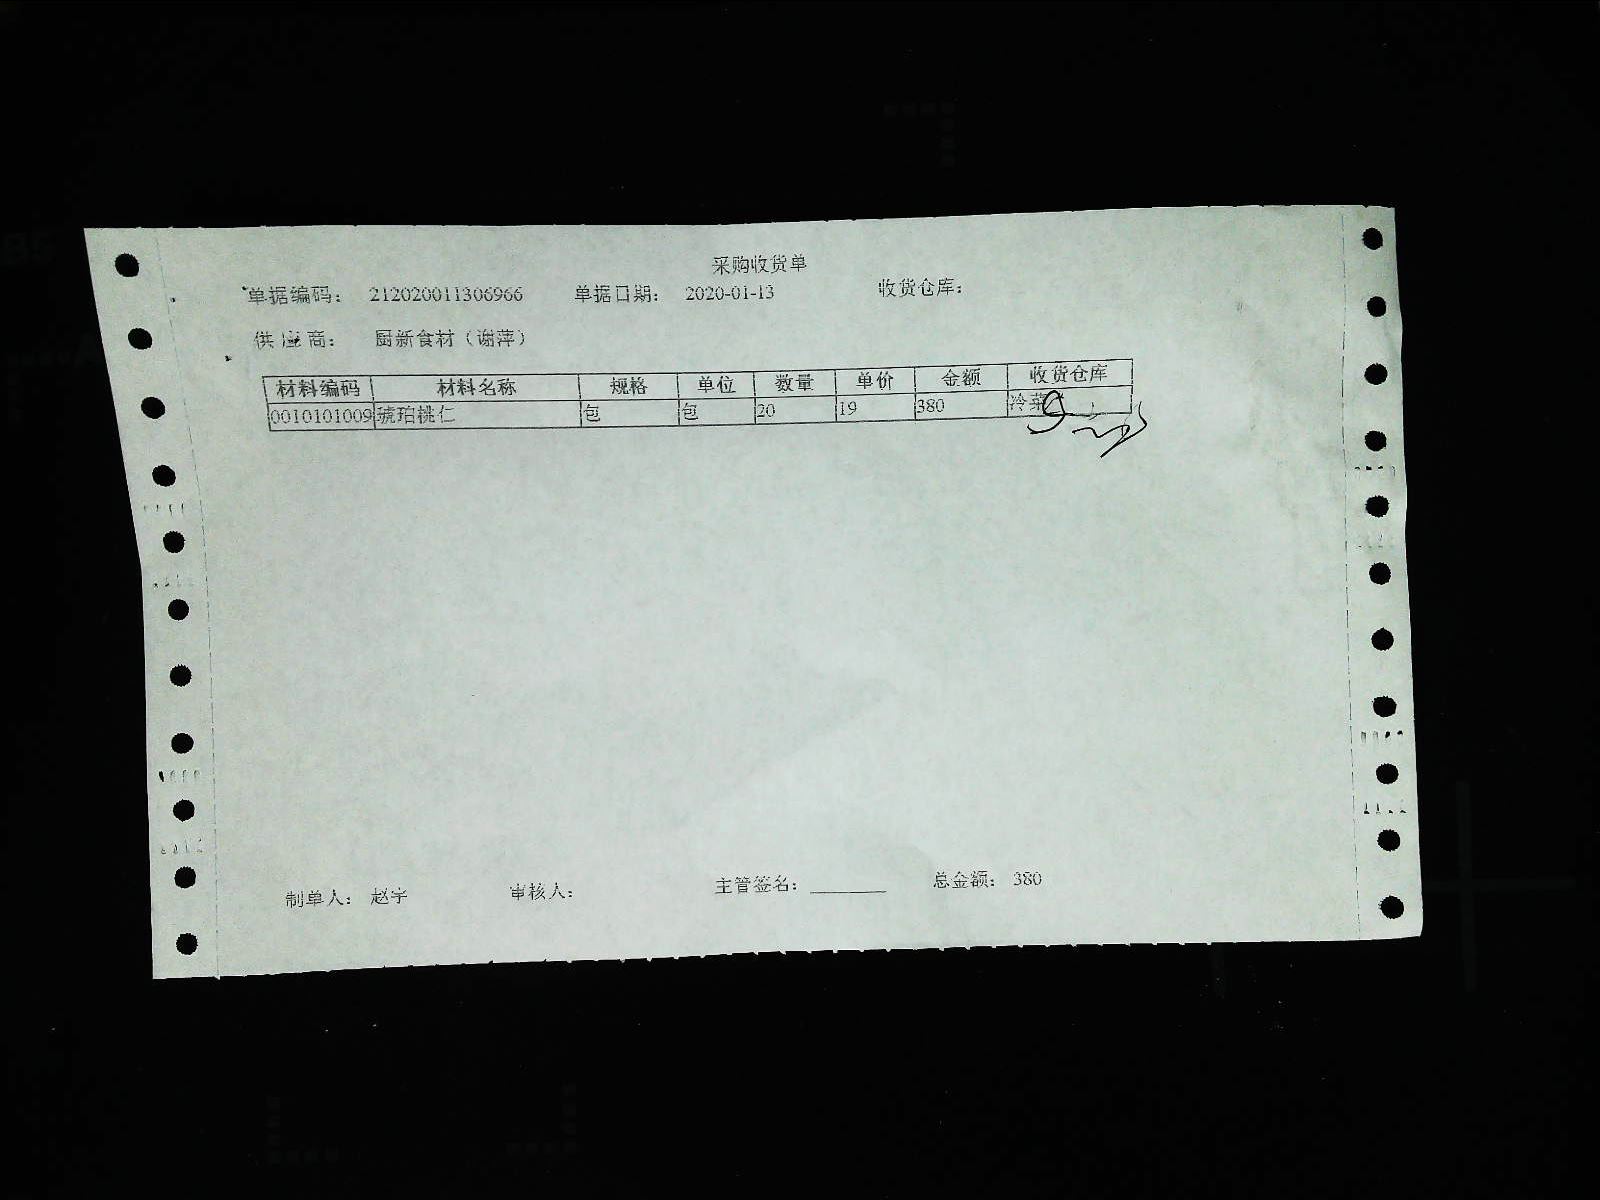 采购收货单
单据编码: 212020011306966 单据日期: 2020-01-13 收货仓库:
供应商: 厨新食材（谢萍）
材料编码 材料名称 规格 单位 数量 单价 金额 收货仓库
0010101009 琥珀桃仁 包 包 20 19 380 冷菜
制单人: 赵宇 审核人: 主管签名: ________ 总金额: 380